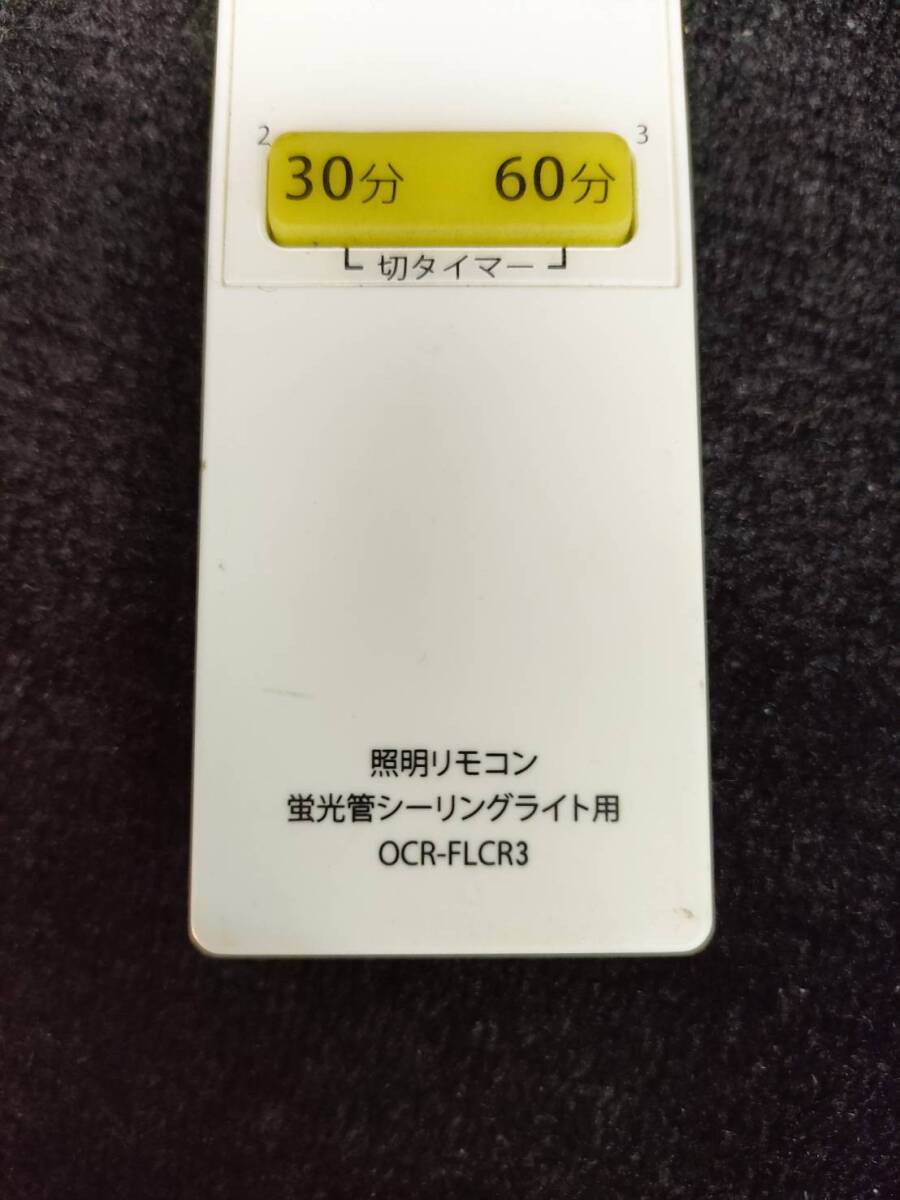 2 3
30分 60分
切タイマー
照明リモコン
蛍光管シーリングライト用
OCR-FLCR3